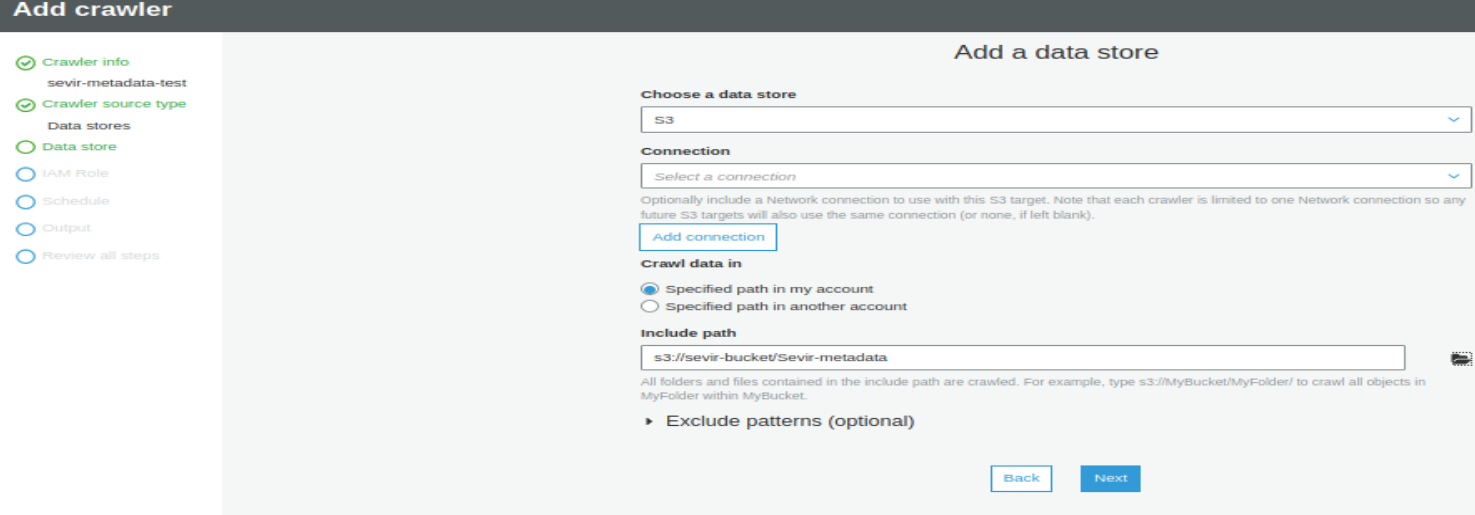 Add crawler
Crawler info
sevir-metadata-test
Crawler source type
Data stores
Data store
IAM Role
Schedule
Output
Review all steps
Add a data store
Choose a data store
S3
Connection
Select a connection
Optionally include a Network connection to use with this S3 target. Note that each crawler is limited to one Network connection so any
future S3 targets will also use the same connection (or none, if left blank).
Add connection
Crawl data in
Specified path in my account
Specified path in another account
Include path
s3://sevir-bucket/Sevir-metadata
All folders and files contained in the include path are crawled. For example, type s3://MyBucket/MyFolder/ to crawl all objects in
MyFolder within MyBucket.
Exclude patterns (optional)
Back
Next